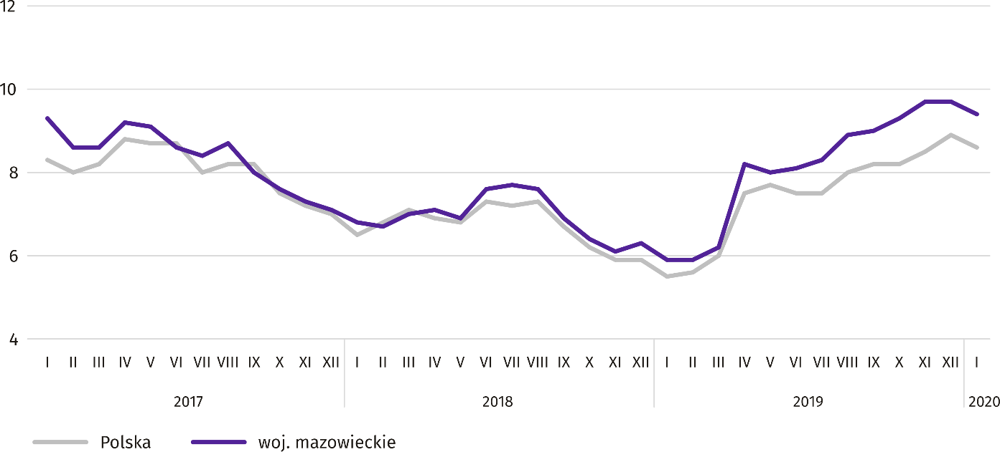 12
10
8
6
4
I II III IV V VI VII VIII IX X XI XII I II III IV V VI VII VIII IX X XI XII I II III IV V VI VII VIII IX X XI XII I
2017 2018 2019 2020
Polska woj. mazowieckie